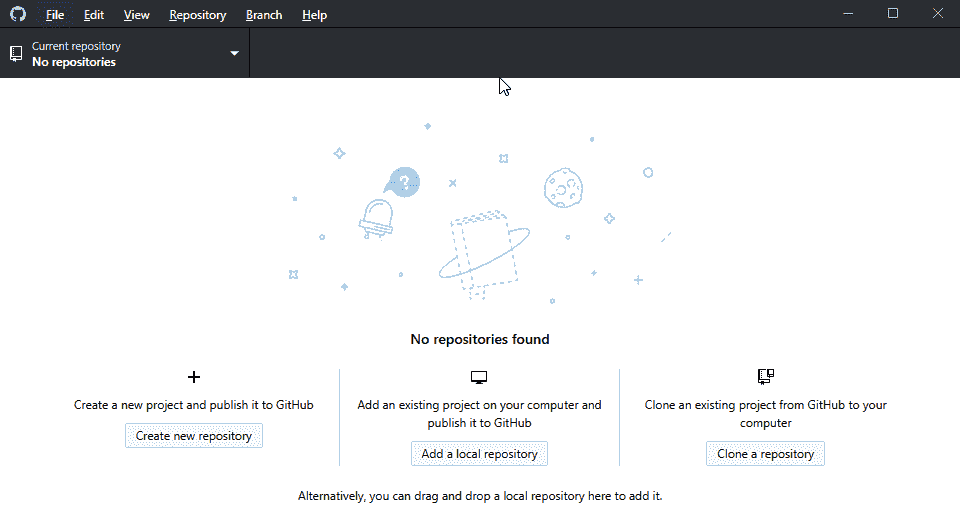 File Edit View Repository Branch Help
Current repository
No repositories
?
No repositories found
Create a new project and publish it to GitHub
Create new repository
Add an existing project on your computer and
publish it to GitHub
Add a local repository
Clone an existing project from GitHub to your
computer
Clone a repository
Alternatively, you can drag and drop a local repository here to add it.